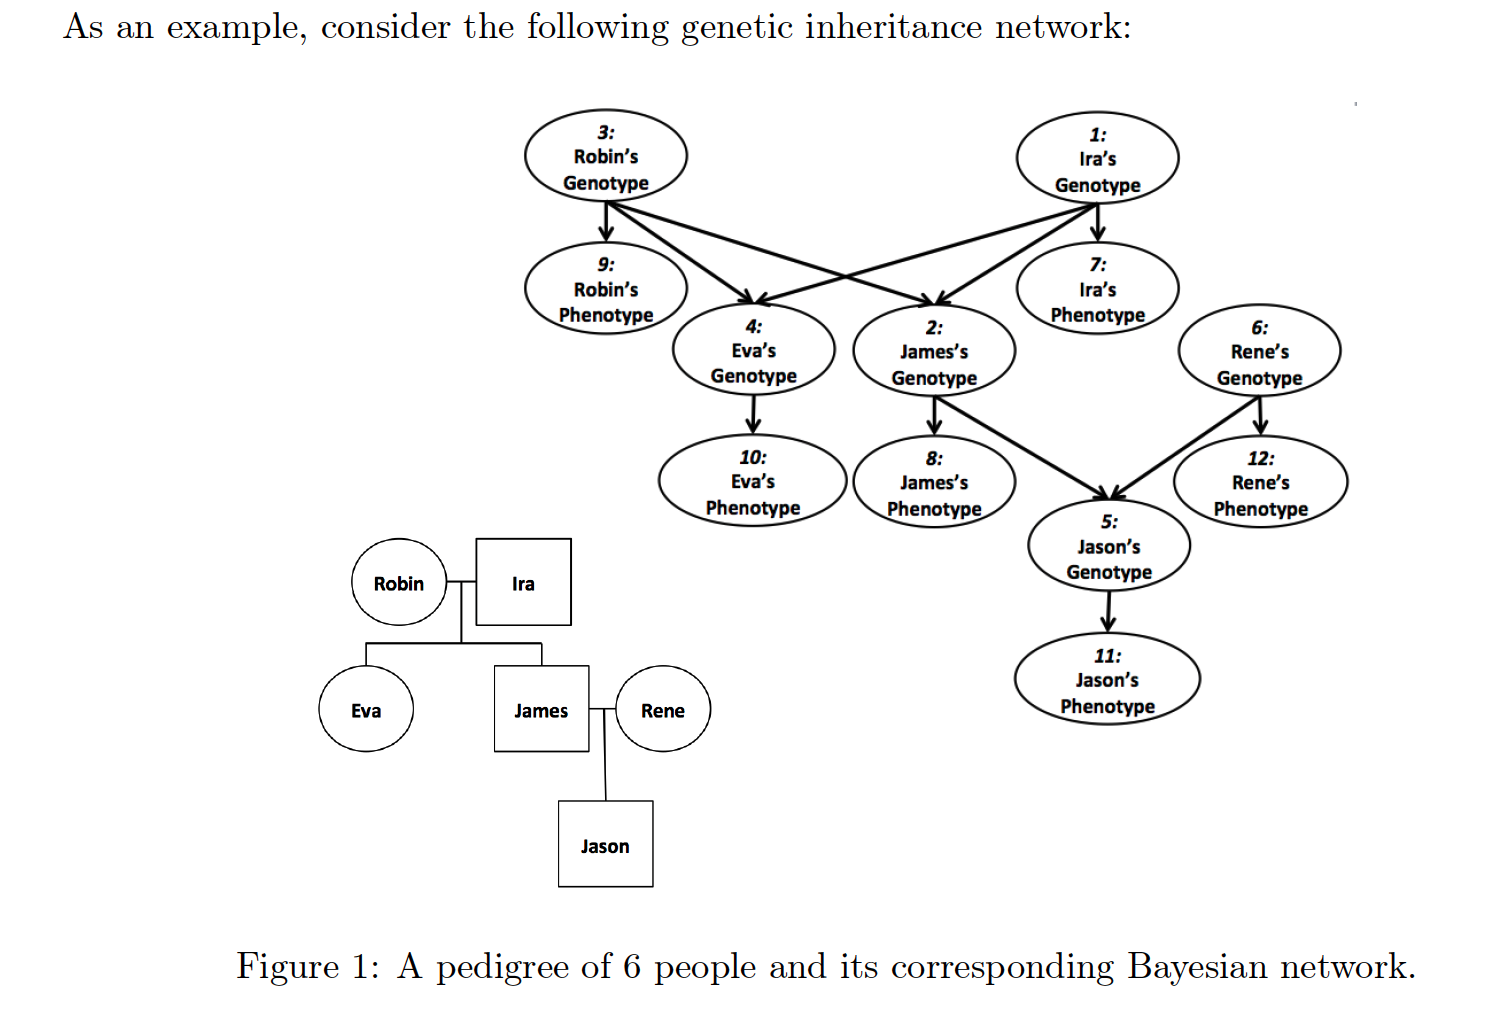 As an example, consider the following genetic inheritance network:
3:
Robin's
Genotype
1:
Ira's
Genotype
9:
Robin's
Phenotype
7:
Ira's
Phenotype
4:
Eva's
Genotype
2:
James's
Genotype
6:
Rene's
Genotype
10:
Eva's
Phenotype
8:
James's
Phenotype
12:
Rene's
Phenotype
5:
Jason's
Genotype
11:
Jason's
Phenotype
Robin
Ira
Eva
James
Rene
Jason
Figure 1: A pedigree of 6 people and its corresponding Bayesian network.